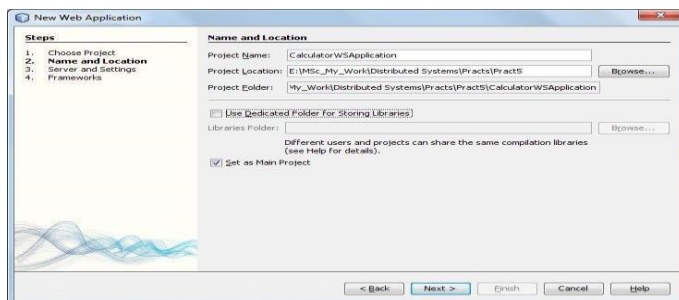 New Web Application
Steps
1. Choose Project
2. Name and Location
3. Server and Settings
4. Frameworks
Name and Location
Project Name: CalculatorWSApplication
Project Location: E:\MSc_My_Work\Distributed Systems\Practs\Pract5 Browse...
Project Folder: My_Work\Distributed Systems\Practs\Pract5\CalculatorWSApplication
Use Dedicated Folder for Storing Libraries
Libraries Folder: Browse...
Different users and projects can share the same compilation libraries
(see Help for details).
Set as Main Project
< Back Next > Finish Cancel Help